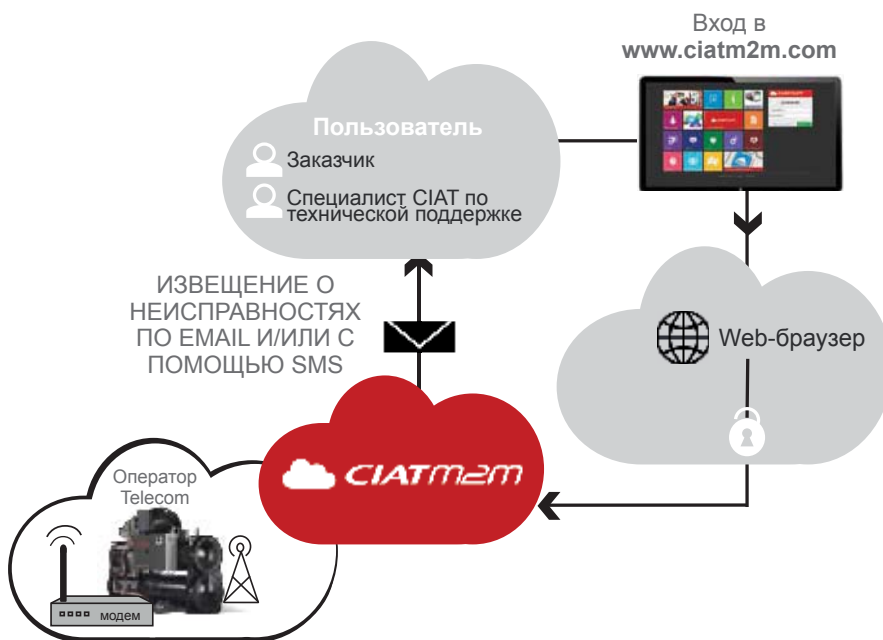 Вход в
www.ciatm2m.com
Пользователь
Заказчик
Специалист CIAT по
технической поддержке
ИЗВЕЩЕНИЕ О
НЕИСПРАВНОСТЯХ
ПО EMAIL И/ИЛИ С
ПОМОЩЬЮ SMS
Web-браузер
CIATM2M
Оператор
Telecom
модем